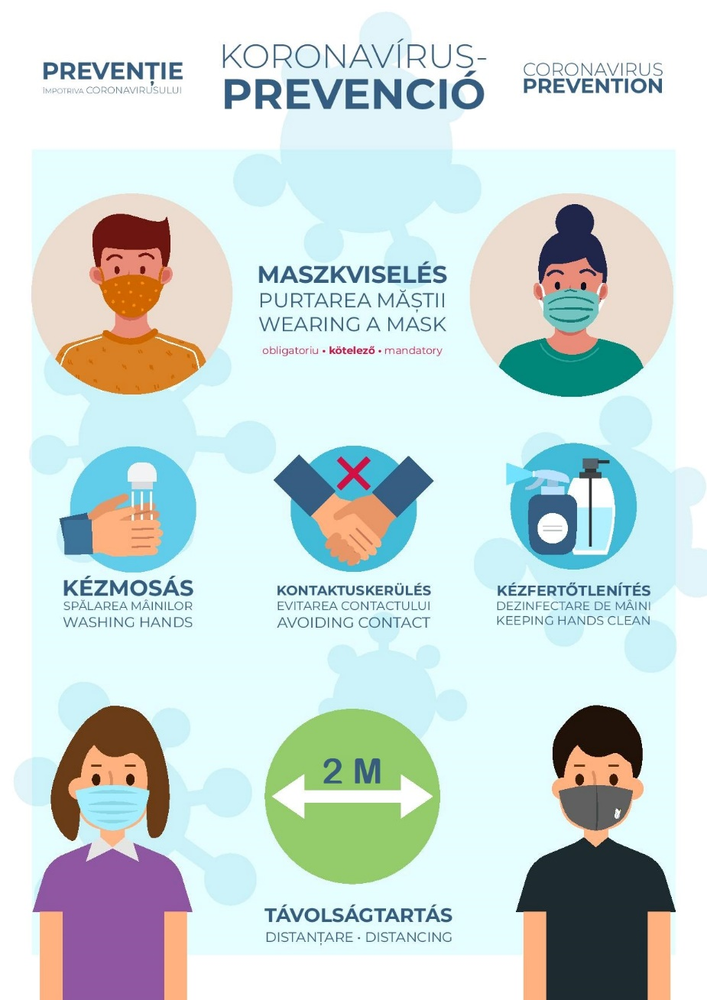 PREVENȚIE
ÎMPOTRIVA CORONAVIRUSULUI
KORONAVÍRUS-
PREVENCIÓ
CORONAVIRUS
PREVENTION
MASZKVISELÉS
PURTAREA MĂȘTII
WEARING A MASK
obligatoriu • kötelező • mandatory
KÉZMOSÁS
SPĂLAREA MÂINILOR
WASHING HANDS
KONTAKTUSKERÜLÉS
EVITAREA CONTACTULUI
AVOIDING CONTACT
KÉZFERTŐTLENÍTÉS
DEZINFECTARE DE MÂINI
KEEPING HANDS CLEAN
2 M
TÁVOLSÁGTARTÁS
DISTANȚARE • DISTANCING